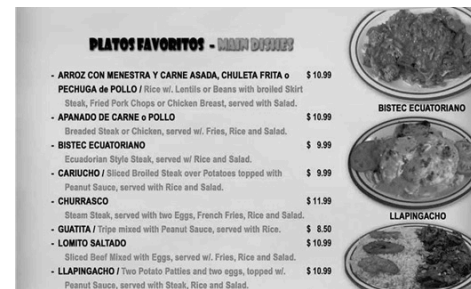 PLATOS FAVORITOS - MAIN DISHES
- ARROZ CON MENESTRA Y CARNE ASADA, CHULETA FRITA o $ 10.99
PECHUGA de POLLO / Rice w/. Lentils or Beans with broiled Skirt
Steak, Fried Pork Chops or Chicken Breast, served with Salad.
- APANADO DE CARNE o POLLO $ 10.99
Breaded Steak or Chicken, served w/. Fries, Rice and Salad.
- BISTEC ECUATORIANO $ 9.99
Ecuadorian Style Steak, served w/ Rice and Salad.
- CARIUCHO / Sliced Broiled Steak over Potatoes topped with $ 9.99
Peanut Sauce, served with Rice and Salad.
- CHURRASCO $ 11.99
Steam Steak, served with two Eggs, French Fries, Rice and Salad.
- GUATITA / Tripe mixed with Peanut Sauce, served with Rice. $ 8.50
- LOMITO SALTADO $ 10.99
Sliced Beef Mixed with Eggs, served w/. Fries, Rice and Salad.
- LLAPINGACHO / Two Potato Patties and two eggs, topped w/. $ 10.99
Peanut Sauce, served with Steak, Rice and Salad.
BISTEC ECUATORIANO
LLAPINGACHO